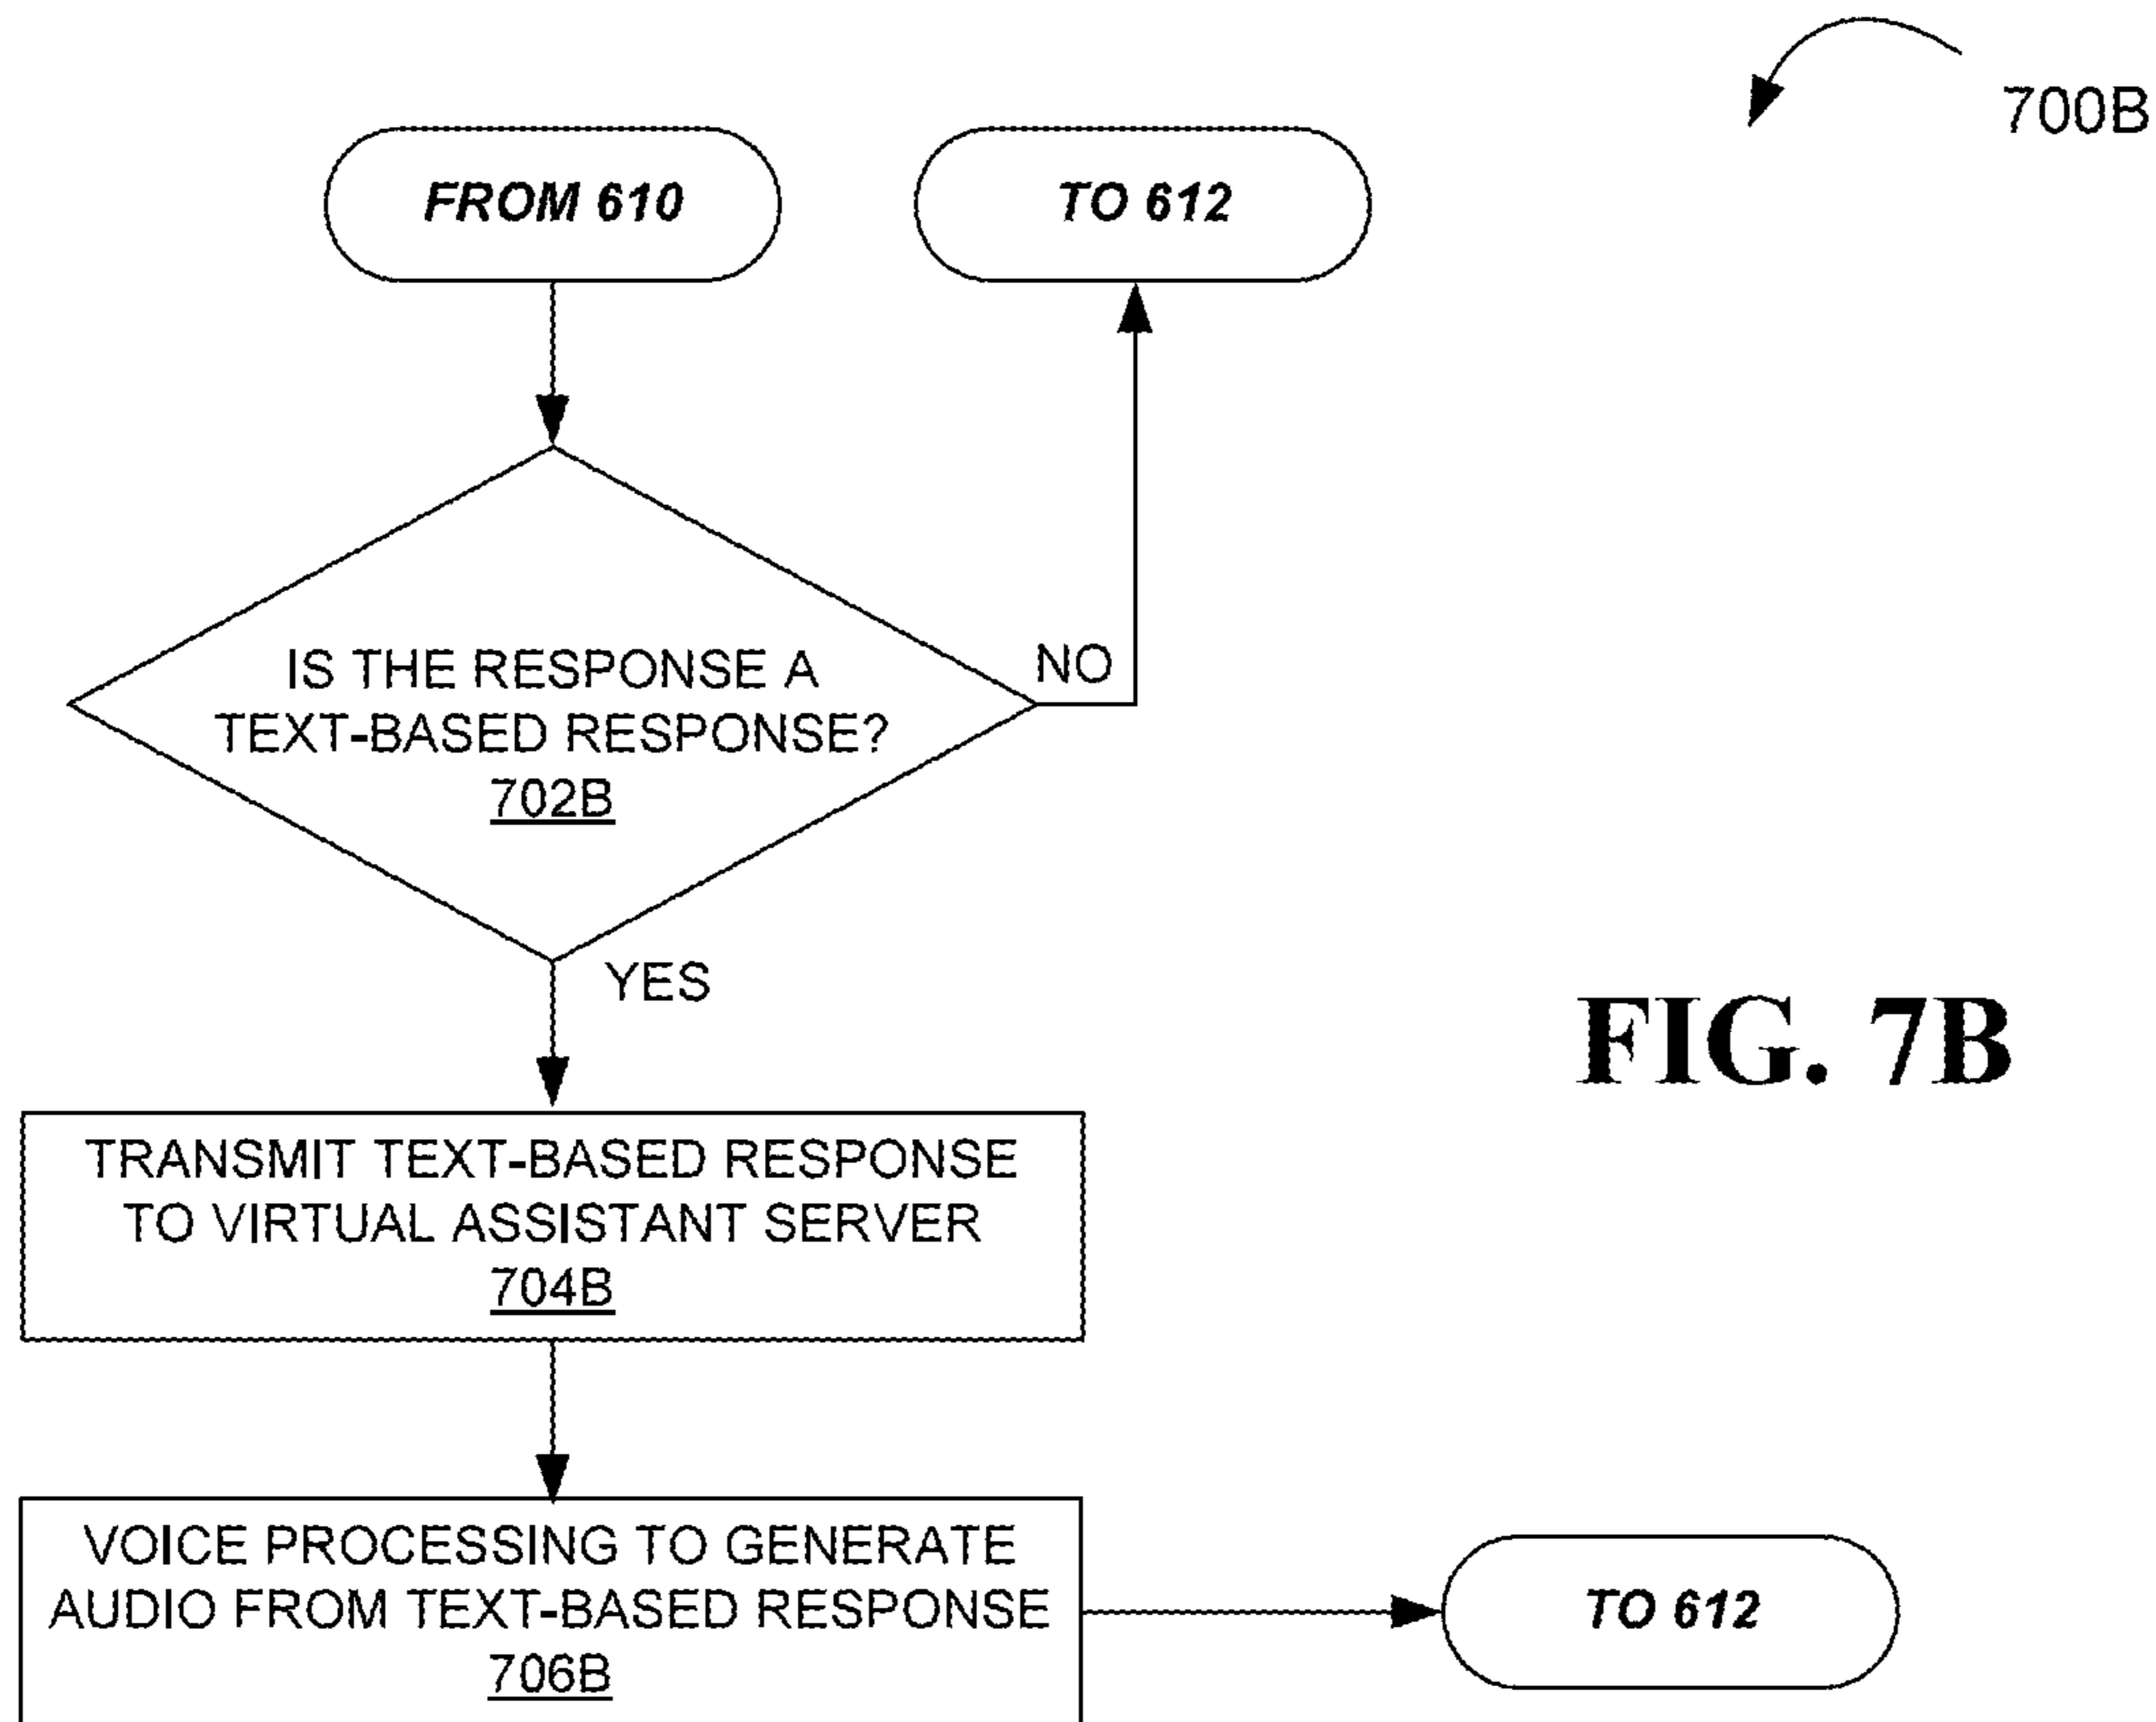 700B
FROM 610
TO 612
IS THE RESPONSE A
TEXT-BASED RESPONSE?
702B
NO
YES
FIG. 7B
TRANSMIT TEXT-BASED RESPONSE
TO VIRTUAL ASSISTANT SERVER
704B
VOICE PROCESSING TO GENERATE
AUDIO FROM TEXT-BASED RESPONSE
706B
TO 612